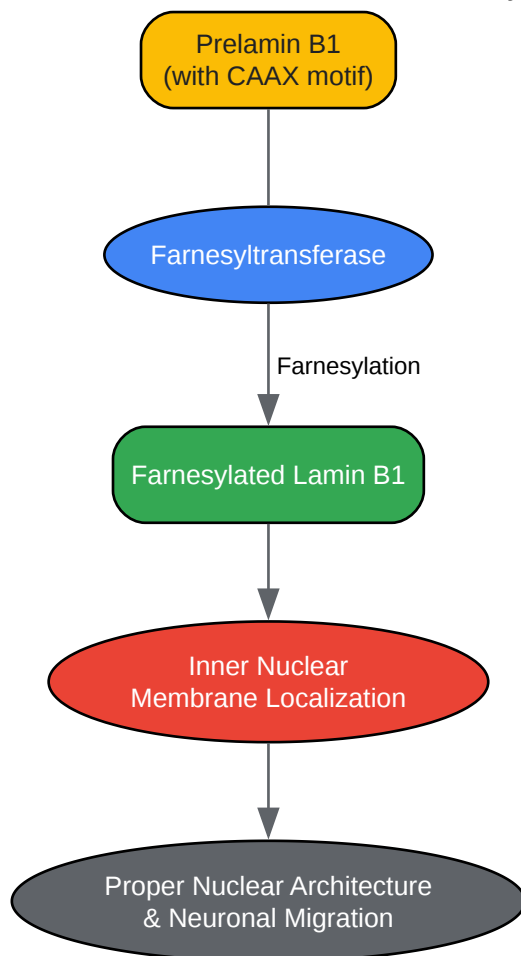 Prelamin B1
(with CAAX motif)
Farnesyltransferase
Farnesylation
Farnesylated Lamin B1
Inner Nuclear
Membrane Localization
Proper Nuclear Architecture
& Neuronal Migration